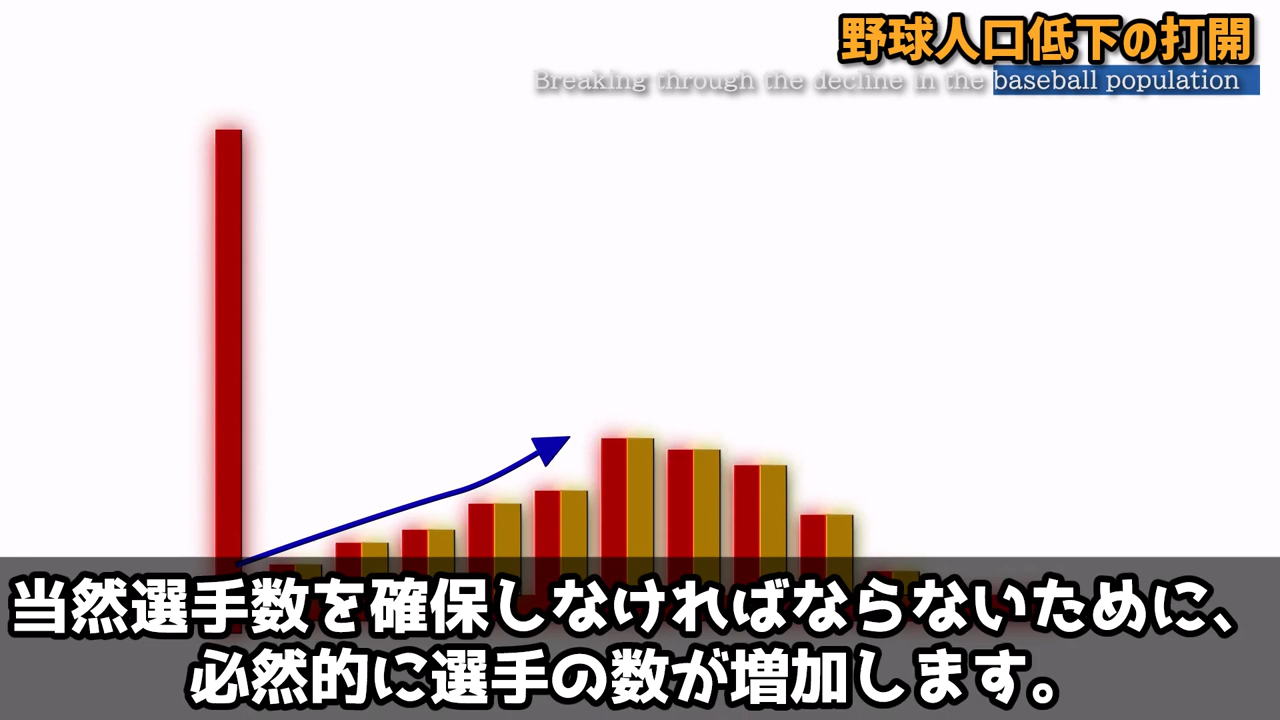 野球人口低下の打開
Breaking through the decline in the baseball population
当然選手数を確保しなければならないために、
必然的に選手の数が増加します。